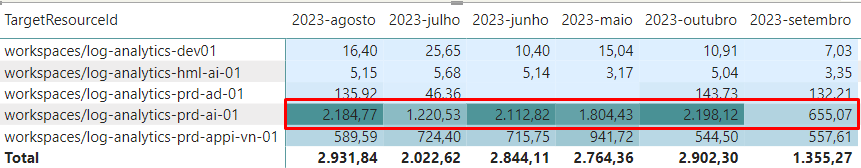 TargetResourceId 2023-agosto 2023-julho 2023-junho 2023-maio 2023-outubro 2023-setembro
workspaces/log-analytics-dev01 16,40 25,65 10,40 15,04 10,91 7,03
workspaces/log-analytics-hml-ai-01 5,15 5,68 5,14 3,17 5,04 3,35
workspaces/log-analytics-prd-ad-01 135,92 46,36 143,73 132,21
workspaces/log-analytics-prd-ai-01 2.184,77 1.220,53 2.112,82 1.804,43 2.198,12 655,07
workspaces/log-analytics-prd-appi-vn-01 589,59 724,40 715,75 941,72 544,50 557,61
Total 2.931,84 2.022,62 2.844,11 2.764,36 2.902,30 1.355,27